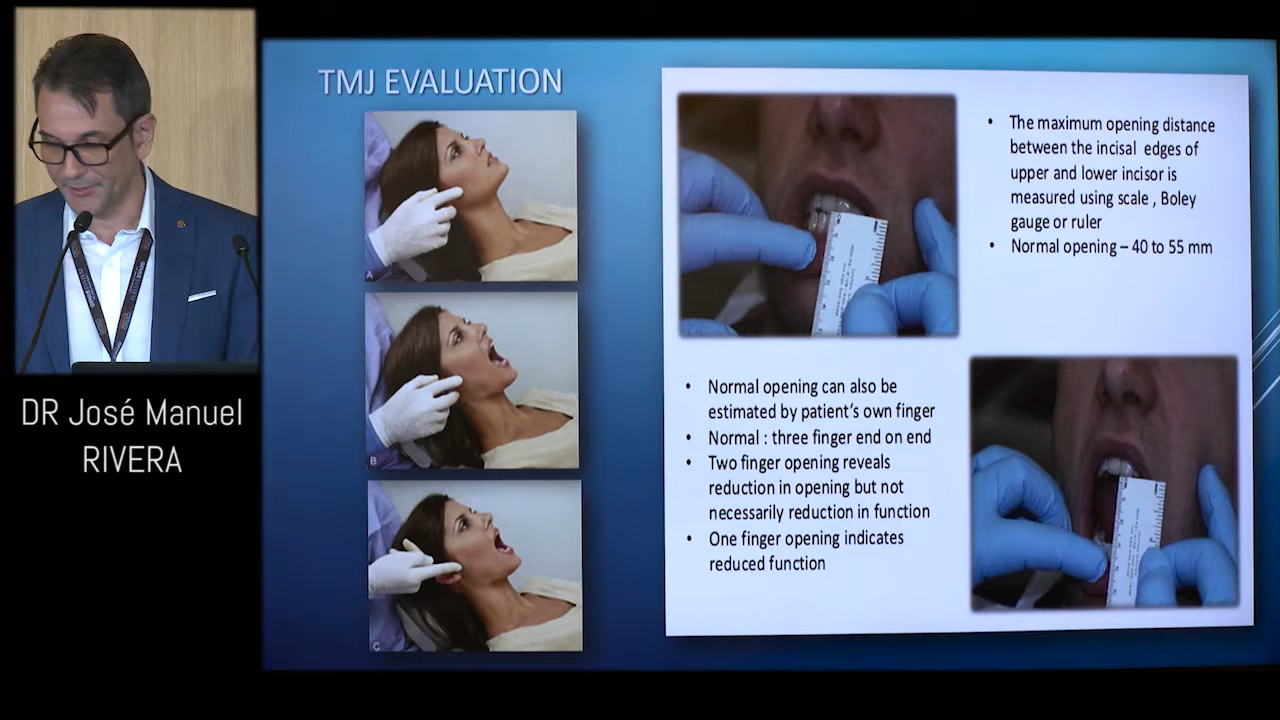 TMJ EVALUATION
• The maximum opening distance
between the incisal edges of
upper and lower incisor is
measured using scale , Boley
gauge or ruler
• Normal opening – 40 to 55 mm
• Normal opening can also be
estimated by patient's own finger
• Normal : three finger end on end
• Two finger opening reveals
reduction in opening but not
necessarily reduction in function
• One finger opening indicates
reduced function
A
B
C
DR José Manuel
RIVERA